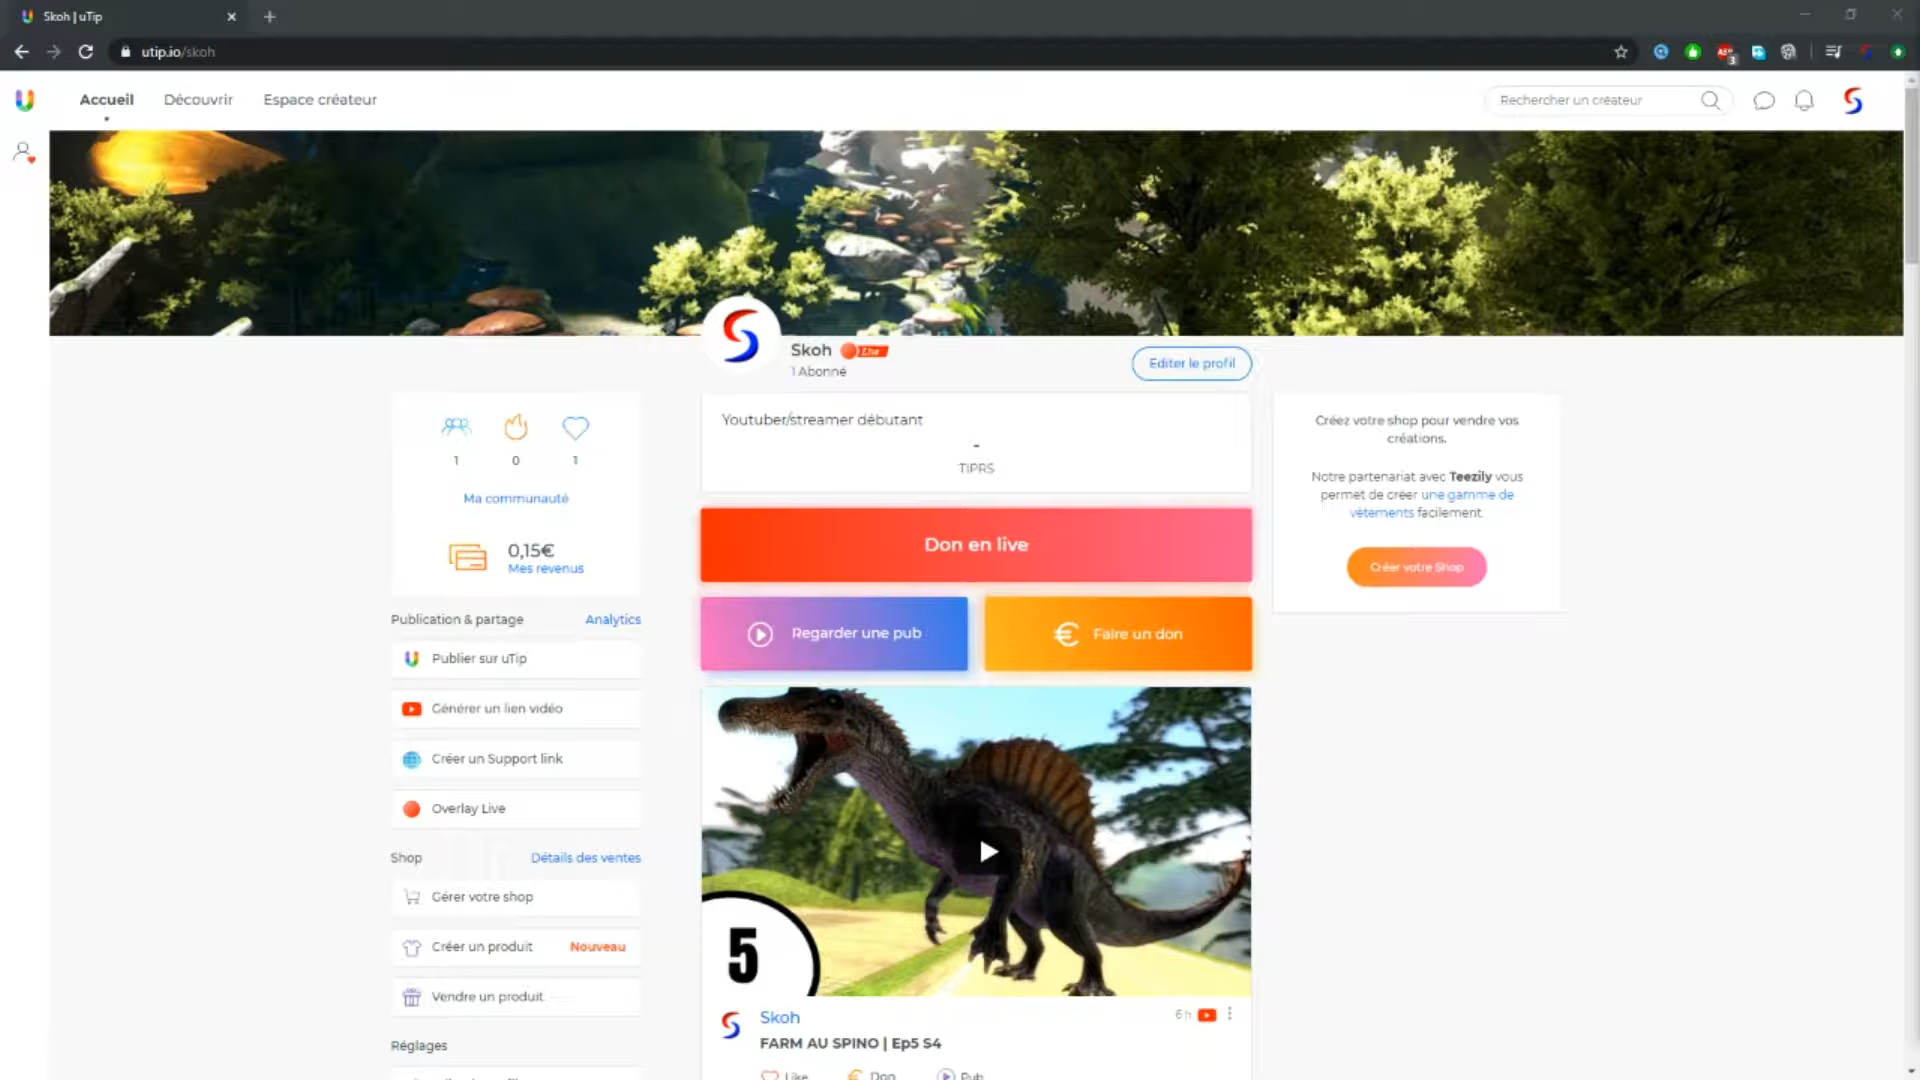 Skoh | uTip
utip.io/skoh
ABP
3
Accueil
Découvrir
Espace créateur
Rechercher un créateur
Skoh
Live
1 Abonné
Editer le profil
1
0
1
Ma communauté
0,15€
Mes revenus
Publication & partage
Analytics
Publier sur uTip
Générer un lien vidéo
Créer un Support link
Overlay Live
Shop
Détails des ventes
Gérer votre shop
Créer un produit
Nouveau
Vendre un produit
Réglages
Youtuber/streamer débutant
-
TIPRS
Don en live
Regarder une pub
€ Faire un don
5
Skoh
6 h
FARM AU SPINO | Ep5 S4
Like
€ Don
Pub
Créez votre shop pour vendre vos
créations.
Notre partenariat avec Teezily vous
permet de créer une gamme de
vêtements facilement.
Créer votre Shop